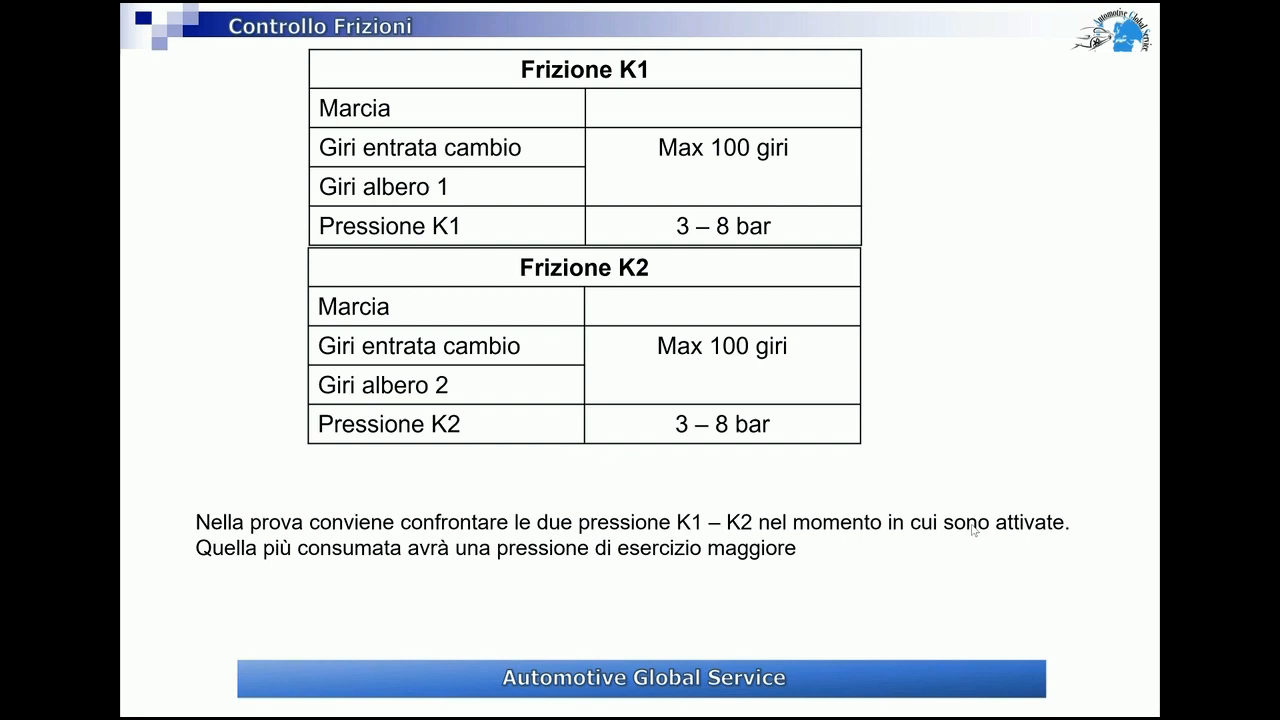 Controllo Frizioni
Automotive Global Service
Frizione K1
Marcia
Giri entrata cambio
Max 100 giri
Giri albero 1
Pressione K1
3 – 8 bar
Frizione K2
Marcia
Giri entrata cambio
Max 100 giri
Giri albero 2
Pressione K2
3 – 8 bar
Nella prova conviene confrontare le due pressione K1 – K2 nel momento in cui sono attivate.
Quella più consumata avrà una pressione di esercizio maggiore
Automotive Global Service